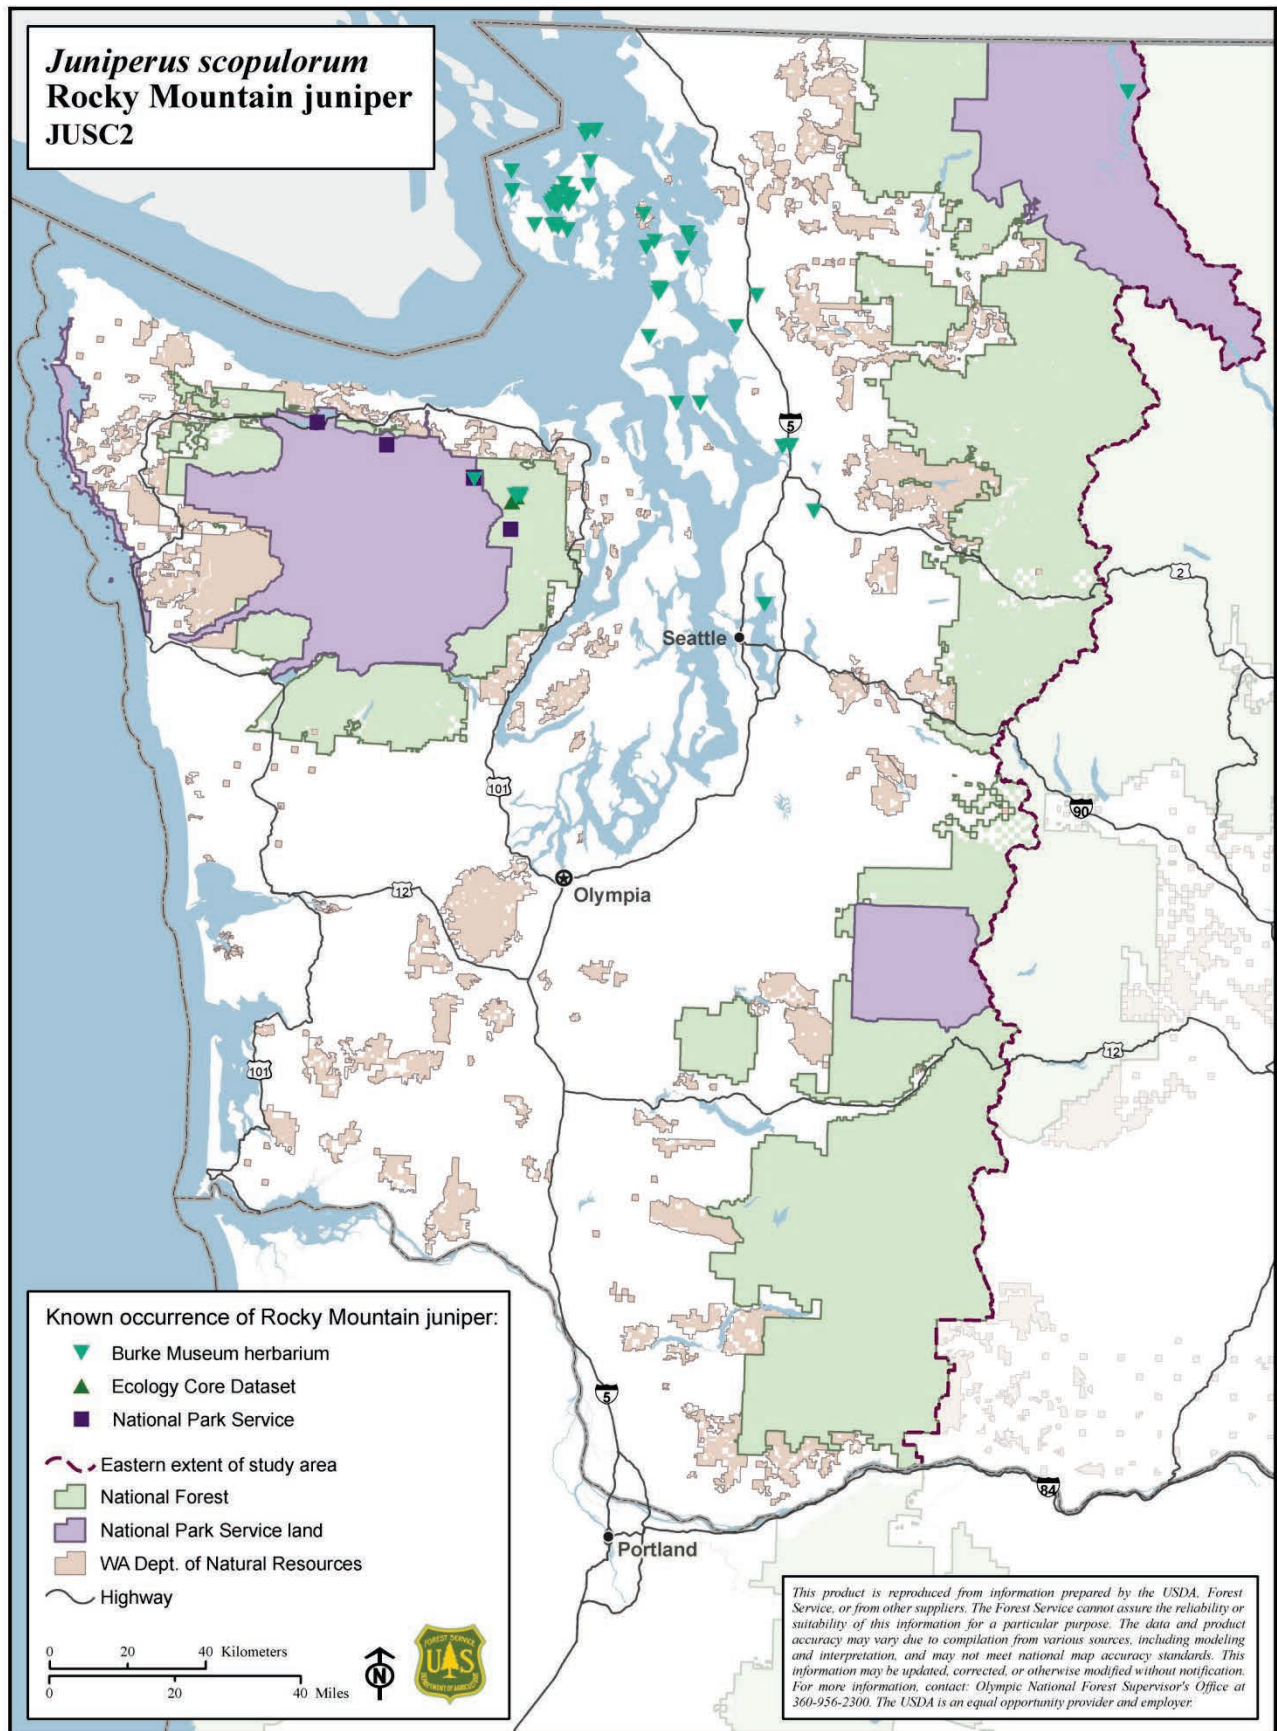 Juniperus scopulorum
Rocky Mountain juniper
JUSC2
5
2
Seattle
101
90
12
Olympia
12
101
5
84
Portland
Known occurrence of Rocky Mountain juniper:
Burke Museum herbarium
Ecology Core Dataset
National Park Service
Eastern extent of study area
National Forest
National Park Service land
WA Dept. of Natural Resources
Highway
0 20 40 Kilometers
0 20 40 Miles
N
FOREST SERVICE
U S
DEPARTMENT OF AGRICULTURE
This product is reproduced from information prepared by the USDA, Forest
Service, or from other suppliers. The Forest Service cannot assure the reliability or
suitability of this information for a particular purpose. The data and product
accuracy may vary due to compilation from various sources, including modeling
and interpretation, and may not meet national map accuracy standards. This
information may be updated, corrected, or otherwise modified without notification.
For more information, contact: Olympic National Forest Supervisor's Office at
360-956-2300. The USDA is an equal opportunity provider and employer.